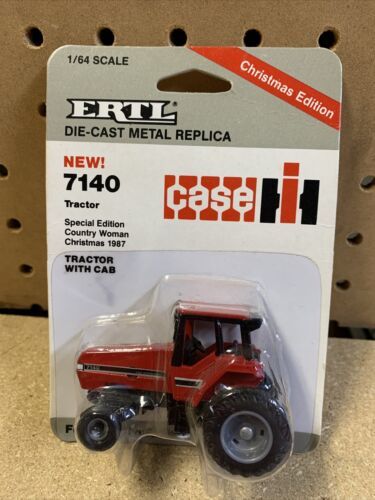 1/64 SCALE
Christmas Edition
ERTL
DIE-CAST METAL REPLICA
NEW!
7140
Tractor
case IH
Special Edition
Country Woman
Christmas 1987
TRACTOR
WITH CAB
7140